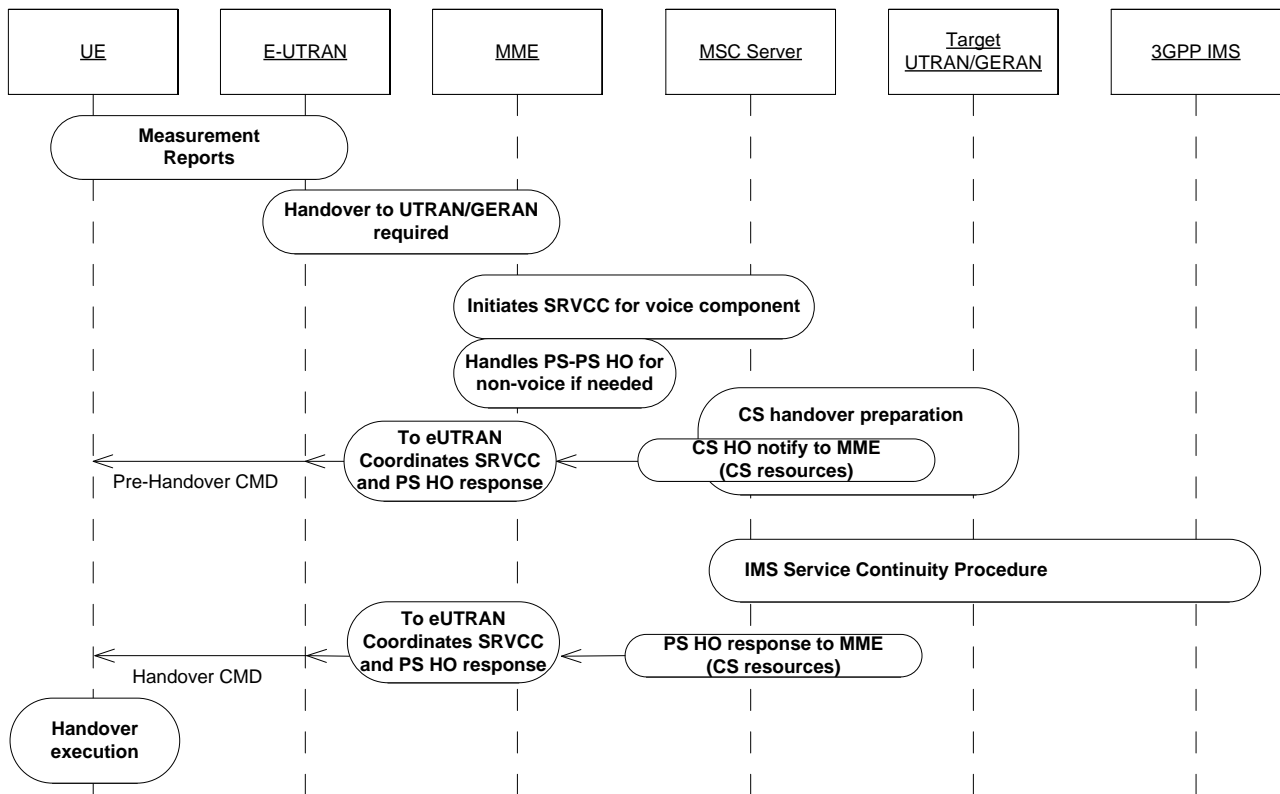 UE
E-UTRAN
MME
MSC Server
Target
UTRAN/GERAN
3GPP IMS
Measurement
Reports
Handover to UTRAN/GERAN
required
Initiates SRVCC for voice component
Handles PS-PS HO for
non-voice if needed
CS handover preparation
To eUTRAN
Coordinates SRVCC
and PS HO response
CS HO notify to MME
(CS resources)
Pre-Handover CMD
IMS Service Continuity Procedure
To eUTRAN
Coordinates SRVCC
and PS HO response
PS HO response to MME
(CS resources)
Handover CMD
Handover
execution